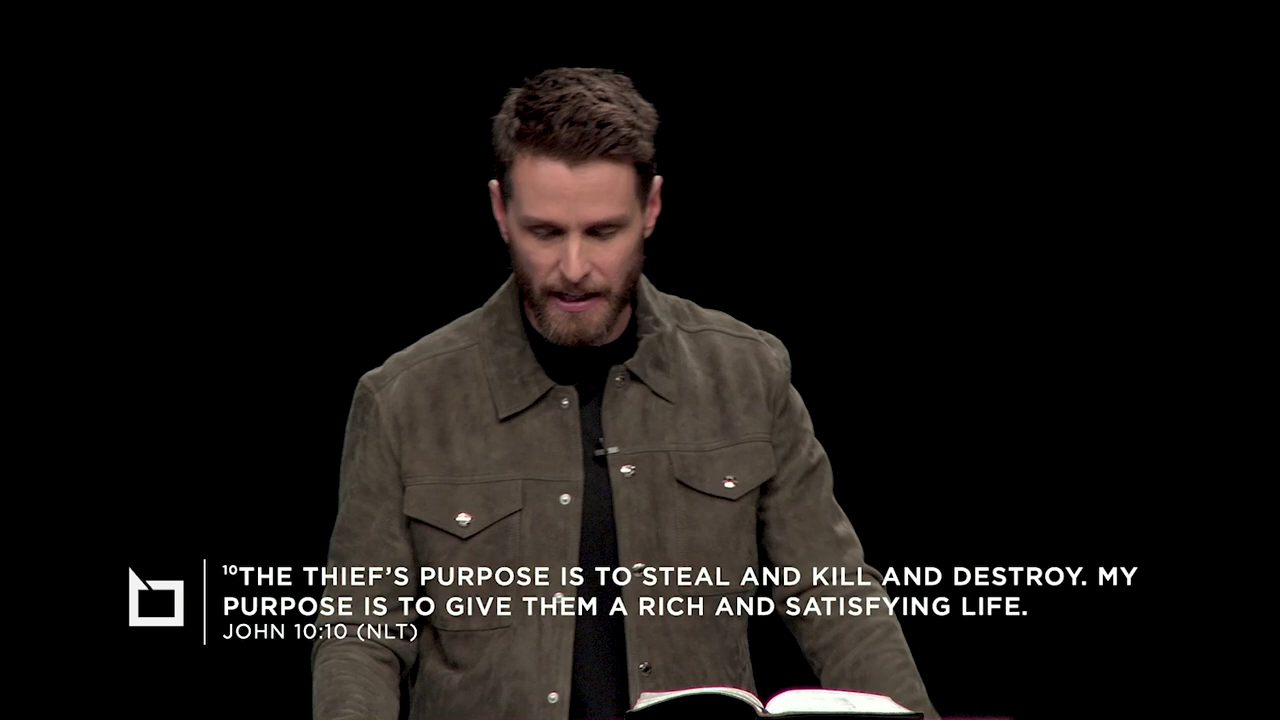 ¹⁰THE THIEF'S PURPOSE IS TO STEAL AND KILL AND DESTROY. MY
PURPOSE IS TO GIVE THEM A RICH AND SATISFYING LIFE.
JOHN 10:10 (NLT)